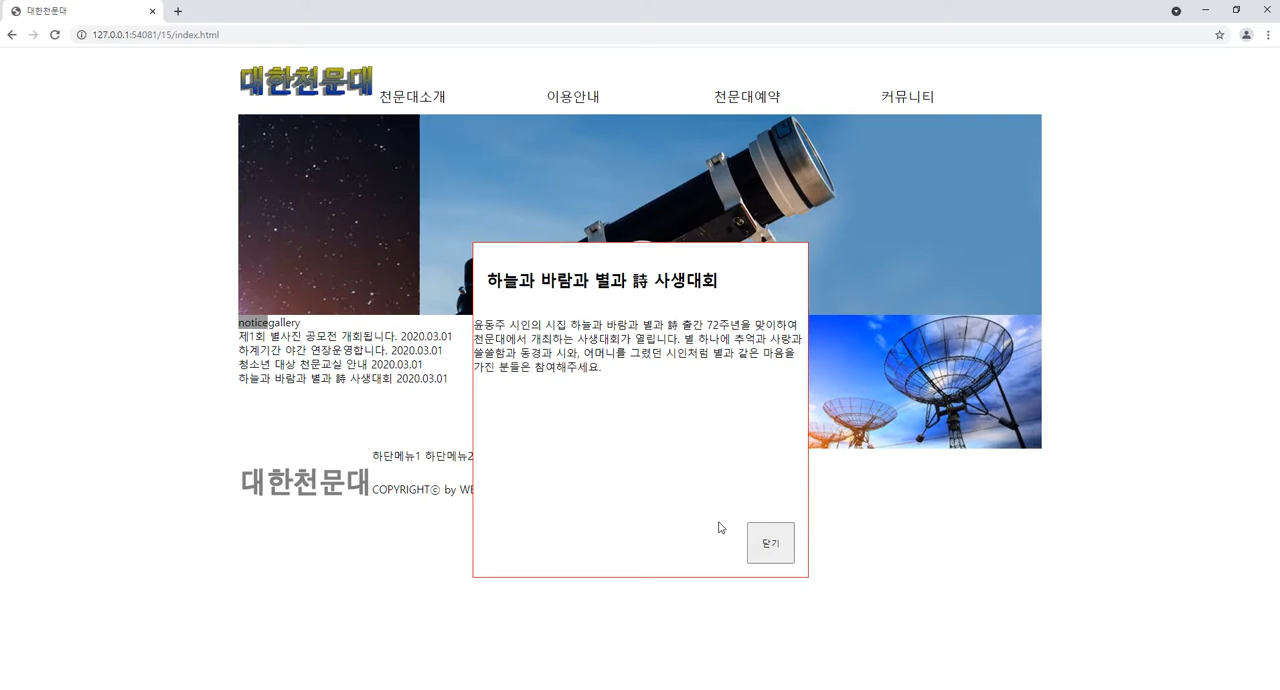 대한천문대
127.0.0.1:54081/15/index.html
대한천문대
천문대소개
이용안내
천문대예약
커뮤니티
하늘과 바람과 별과 詩 사생대회
윤동주 시인의 시집 하늘과 바람과 별과 詩 출간 72주년을 맞이하여
천문대에서 개최하는 사생대회가 열립니다. 별 하나에 추억과 사랑과
쓸쓸함과 동경과 시와, 어머니를 그렸던 시인처럼 별과 같은 마음을
가진 분들은 참여해주세요.
닫기
noticegallery
제1회 별사진 공모전 개회됩니다. 2020.03.01
하계기간 야간 연장운영합니다. 2020.03.01
청소년 대상 천문교실 안내 2020.03.01
하늘과 바람과 별과 詩 사생대회 2020.03.01
하단메뉴1 하단메뉴2
대한천문대
COPYRIGHTⓒ by WE